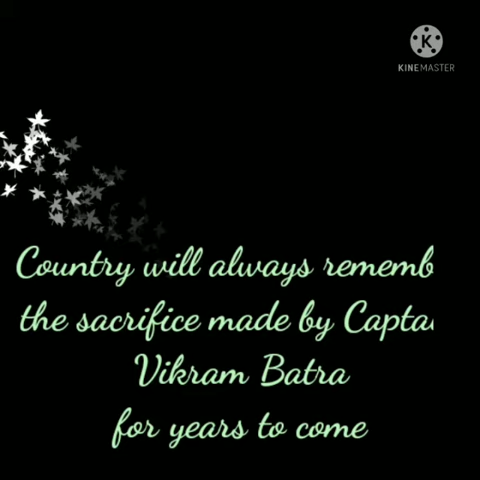 KINEMASTER
Country will always rememb
the sacrifice made by Capta
Vikram Batra
for years to come